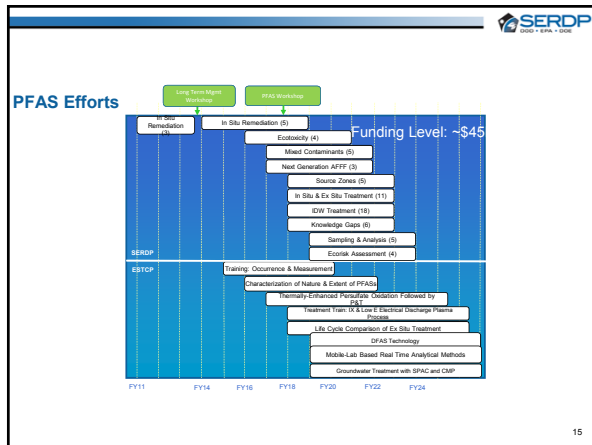 SERDP
DOD • EPA • DOE
Long Term Mgmt
Workshop
PFAS Workshop
PFAS Efforts
In Situ
Remediation
(3)
In Situ Remediation (5)
Funding Level: ~$45
Ecotoxicity (4)
Mixed Contaminants (5)
Next Generation AFFF (3)
Source Zones (5)
In Situ & Ex Situ Treatment (11)
IDW Treatment (18)
Knowledge Gaps (6)
Sampling & Analysis (5)
Ecorisk Assessment (4)
SERDP
ESTCP
Training: Occurrence & Measurement
Characterization of Nature & Extent of PFASs
Thermally-Enhanced Persulfate Oxidation Followed by
P&T
Treatment Train: IX & Low E Electrical Discharge Plasma
Process
Life Cycle Comparison of Ex Situ Treatment
DFAS Technology
Mobile-Lab Based Real Time Analytical Methods
Groundwater Treatment with SPAC and CMP
FY11 FY14 FY16 FY18 FY20 FY22 FY24
15